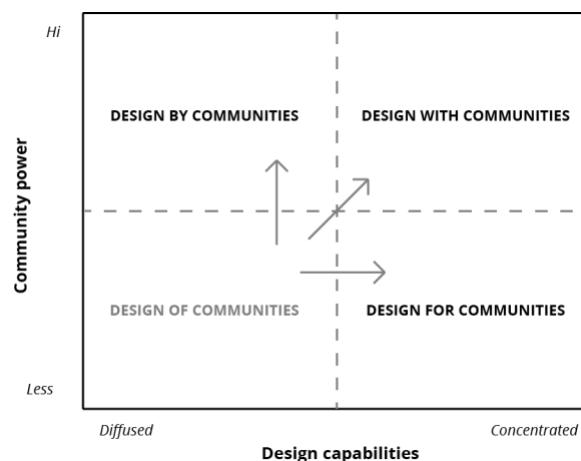 Hi
DESIGN BY COMMUNITIES
DESIGN WITH COMMUNITIES
Community power
DESIGN OF COMMUNITIES
DESIGN FOR COMMUNITIES
Less
Diffused
Concentrated
Design capabilities